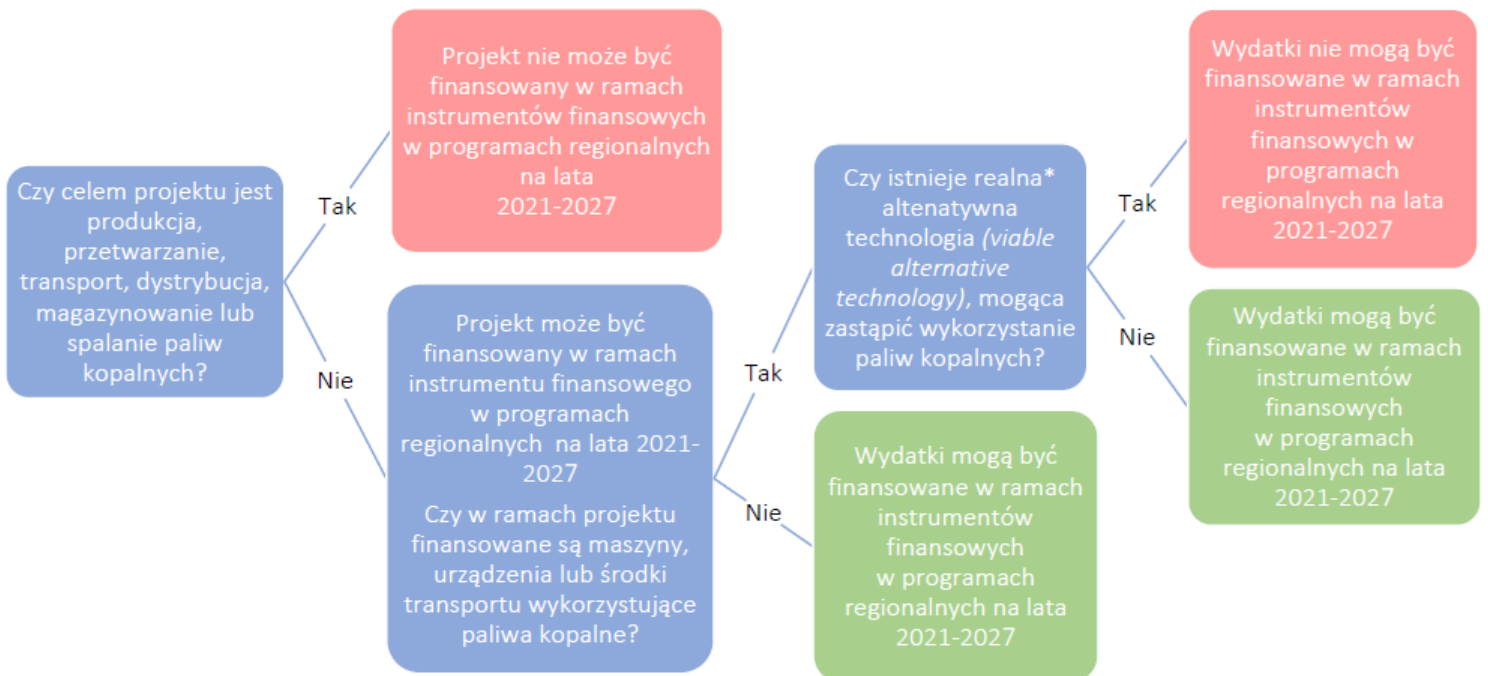 Czy celem projektu jest
produkcja,
przetwarzanie,
transport, dystrybucja,
magazynowanie lub
spalanie paliw
kopalnych?
Tak
Projekt nie może być
finansowany w ramach
instrumentów finansowych
w programach regionalnych
na lata
2021-2027
Nie
Projekt może być
finansowany w ramach
instrumentu finansowego
w programach
regionalnych na lata 2021-
2027
Czy w ramach projektu
finansowane są maszyny,
urządzenia lub środki
transportu wykorzystujące
paliwa kopalne?
Tak
Czy istnieje realna*
altenatywna
technologia (viable
alternative
technology), mogąca
zastąpić wykorzystanie
paliw kopalnych?
Nie
Wydatki mogą być
finansowane w ramach
instrumentów
finansowych
w programach
regionalnych na lata
2021-2027
Tak
Wydatki nie mogą być
finansowane w ramach
instrumentów
finansowych w
programach
regionalnych na lata
2021-2027
Nie
Wydatki mogą być
finansowane w ramach
instrumentów
finansowych
w programach
regionalnych na lata
2021-2027